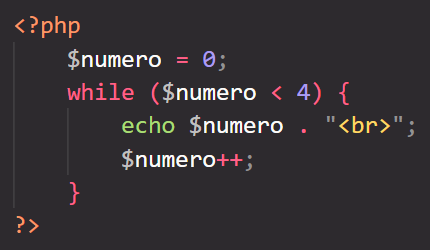 <?php
$numero = 0;
while ($numero < 4) {
echo $numero . "<br>";
$numero++;
}
?>